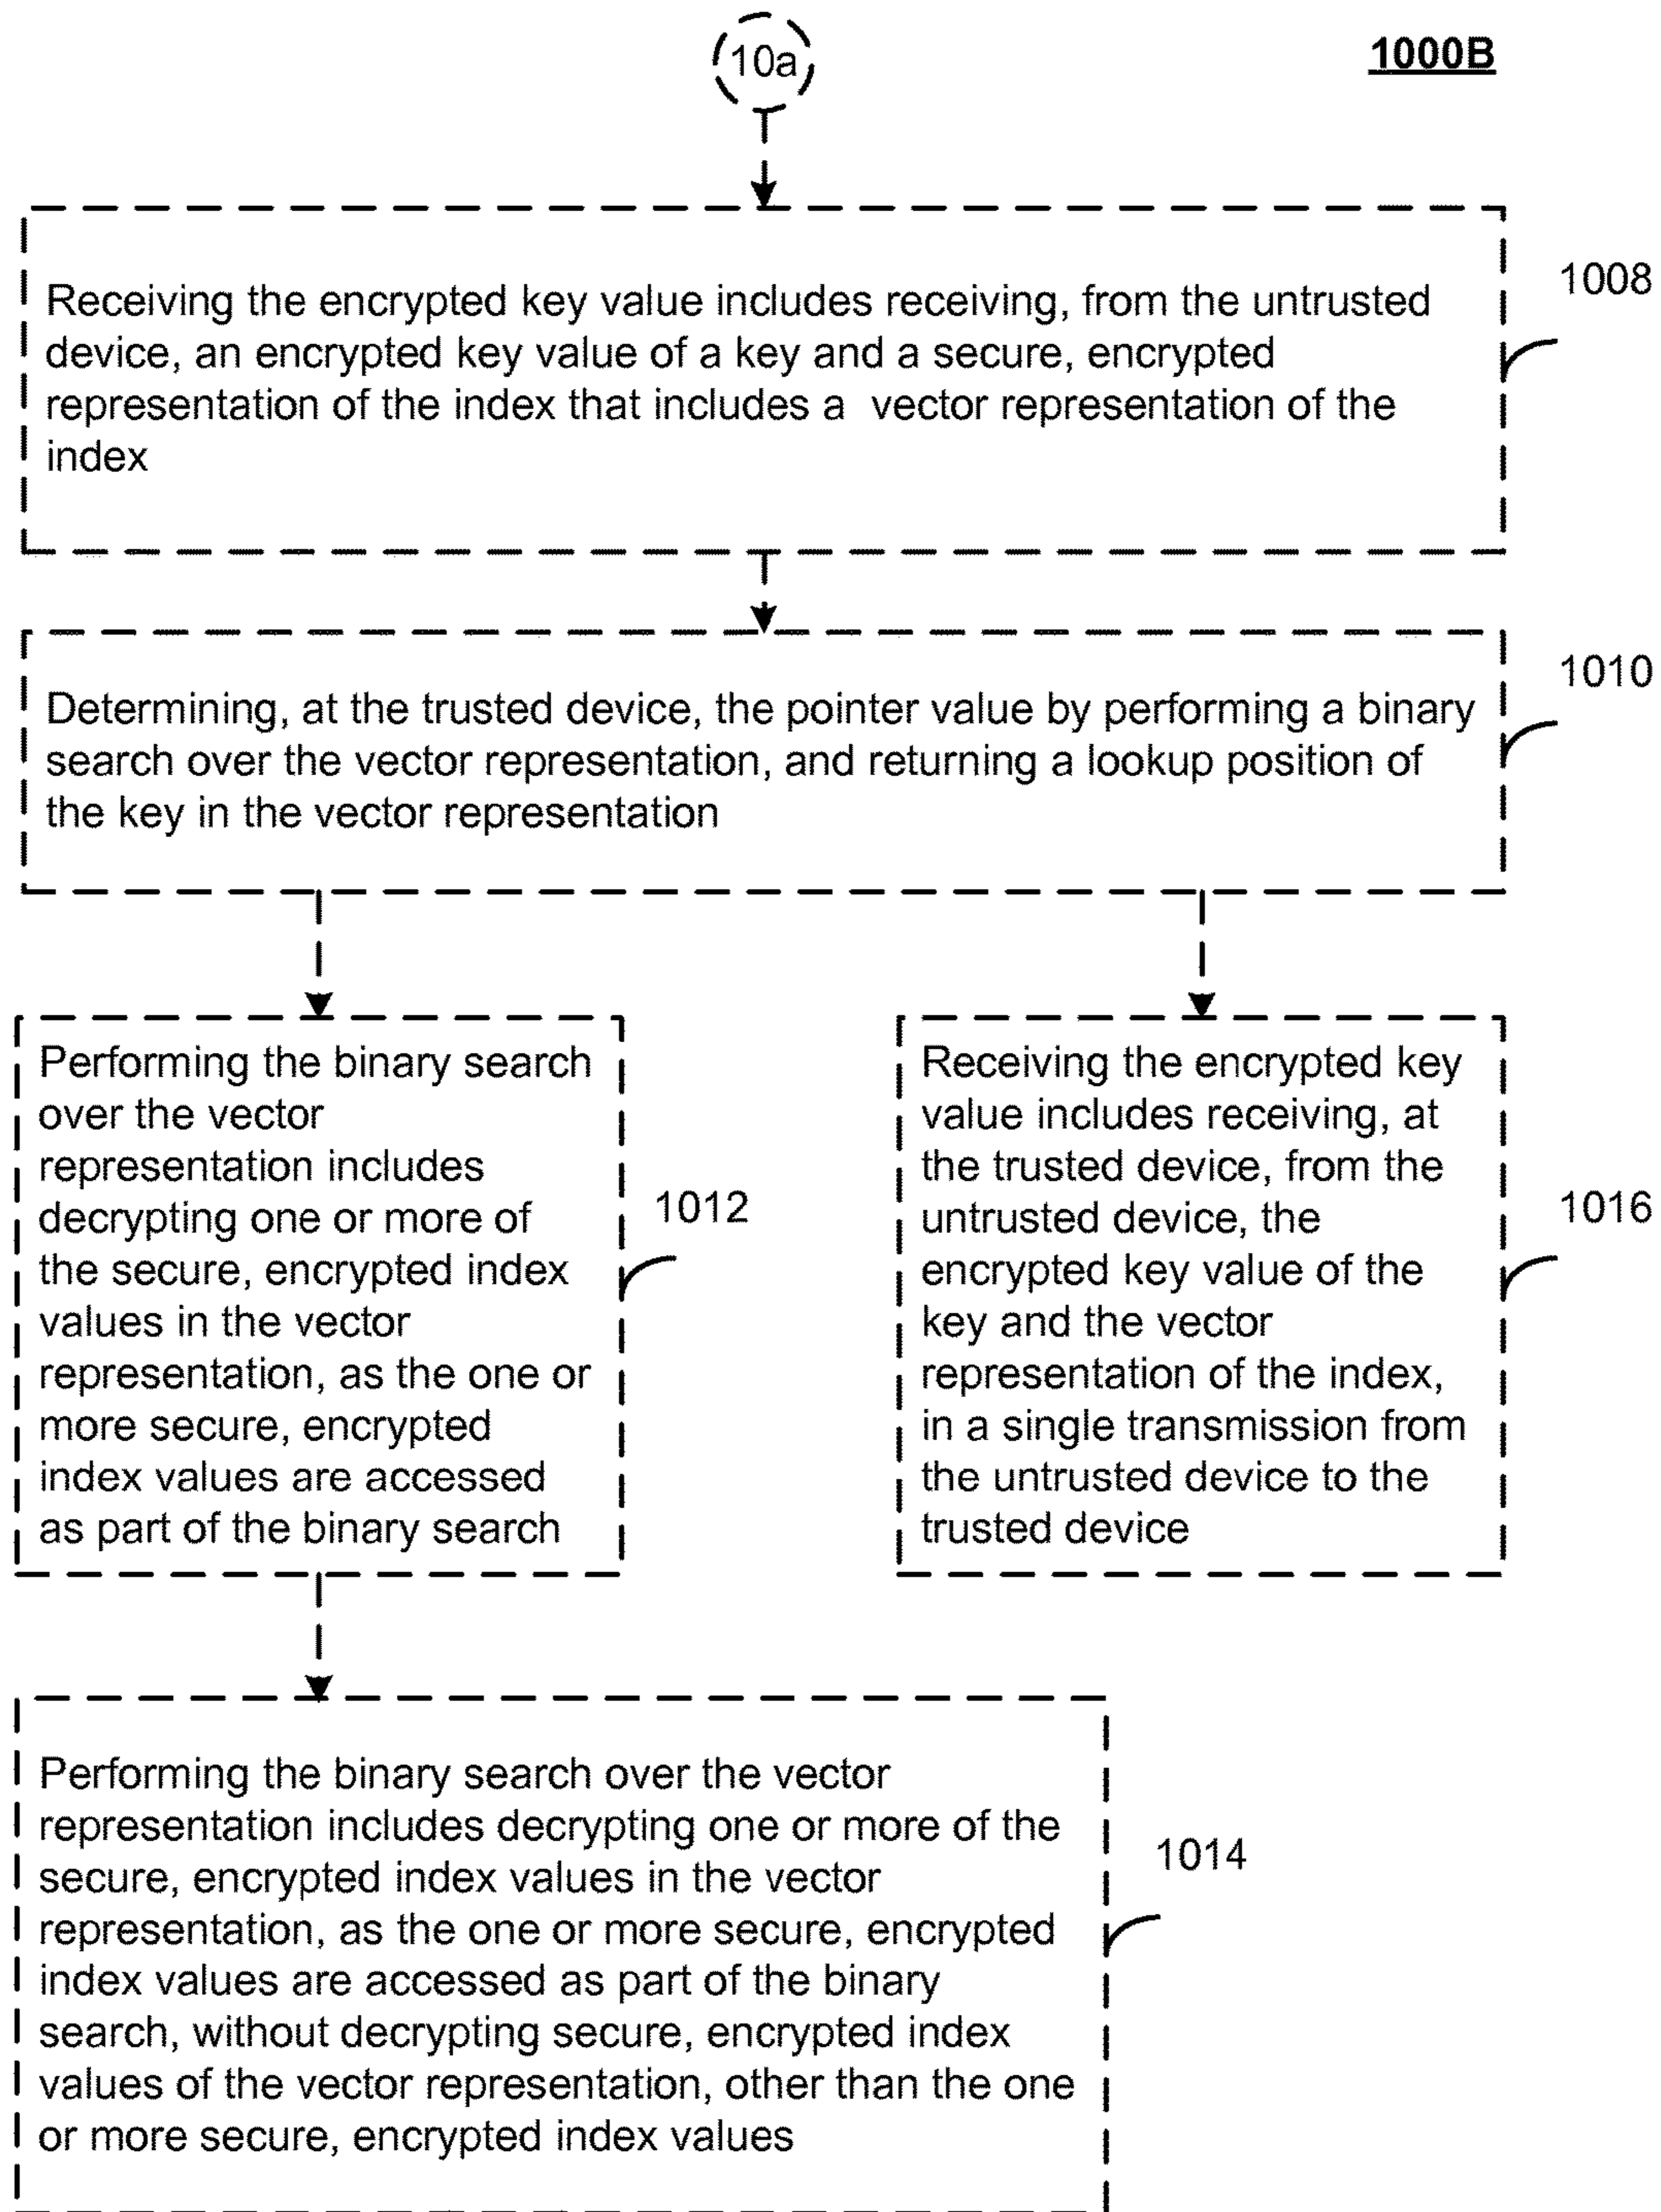 10a
1000B
Receiving the encrypted key value includes receiving, from the untrusted
device, an encrypted key value of a key and a secure, encrypted
representation of the index that includes a vector representation of the
index
1008
Determining, at the trusted device, the pointer value by performing a binary
search over the vector representation, and returning a lookup position of
the key in the vector representation
1010
Performing the binary search
over the vector
representation includes
decrypting one or more of
the secure, encrypted index
values in the vector
representation, as the one or
more secure, encrypted
index values are accessed
as part of the binary search
1012
Receiving the encrypted key
value includes receiving, at
the trusted device, from the
untrusted device, the
encrypted key value of the
key and the vector
representation of the index,
in a single transmission from
the untrusted device to the
trusted device
1016
Performing the binary search over the vector
representation includes decrypting one or more of the
secure, encrypted index values in the vector
representation, as the one or more secure, encrypted
index values are accessed as part of the binary
search, without decrypting secure, encrypted index
values of the vector representation, other than the one
or more secure, encrypted index values
1014